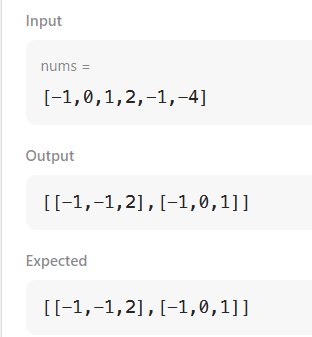 Input
nums =
[-1,0,1,2,-1,-4]
Output
[[-1,-1,2],[-1,0,1]]
Expected
[[-1,-1,2],[-1,0,1]]